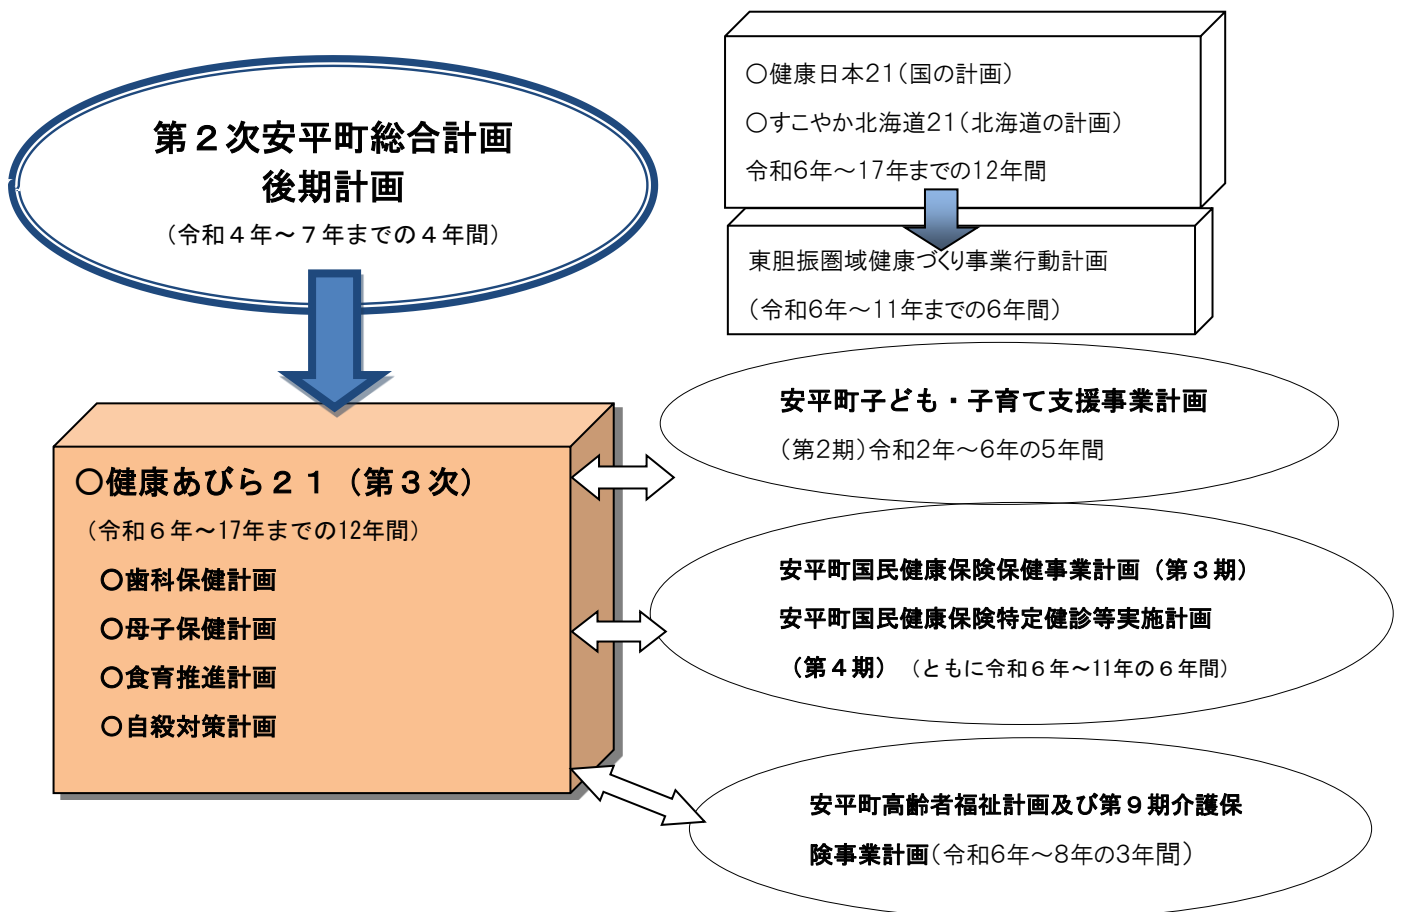 第２次安平町総合計画
後期計画
（令和４年～７年までの４年間）
○健康日本21（国の計画）
○すこやか北海道21（北海道の計画）
令和6年～17年までの12年間
東胆振圏域健康づくり事業行動計画
（令和6年～11年までの6年間）
○健康あびら２１（第３次）
（令和６年～17年までの12年間）
○歯科保健計画
○母子保健計画
○食育推進計画
○自殺対策計画
安平町子ども・子育て支援事業計画
（第2期）令和2年～6年の5年間
安平町国民健康保険保健事業計画（第３期）
安平町国民健康保険特定健診等実施計画
（第４期）（ともに令和６年～11年の６年間）
安平町高齢者福祉計画及び第９期介護保
険事業計画（令和6年～8年の3年間）